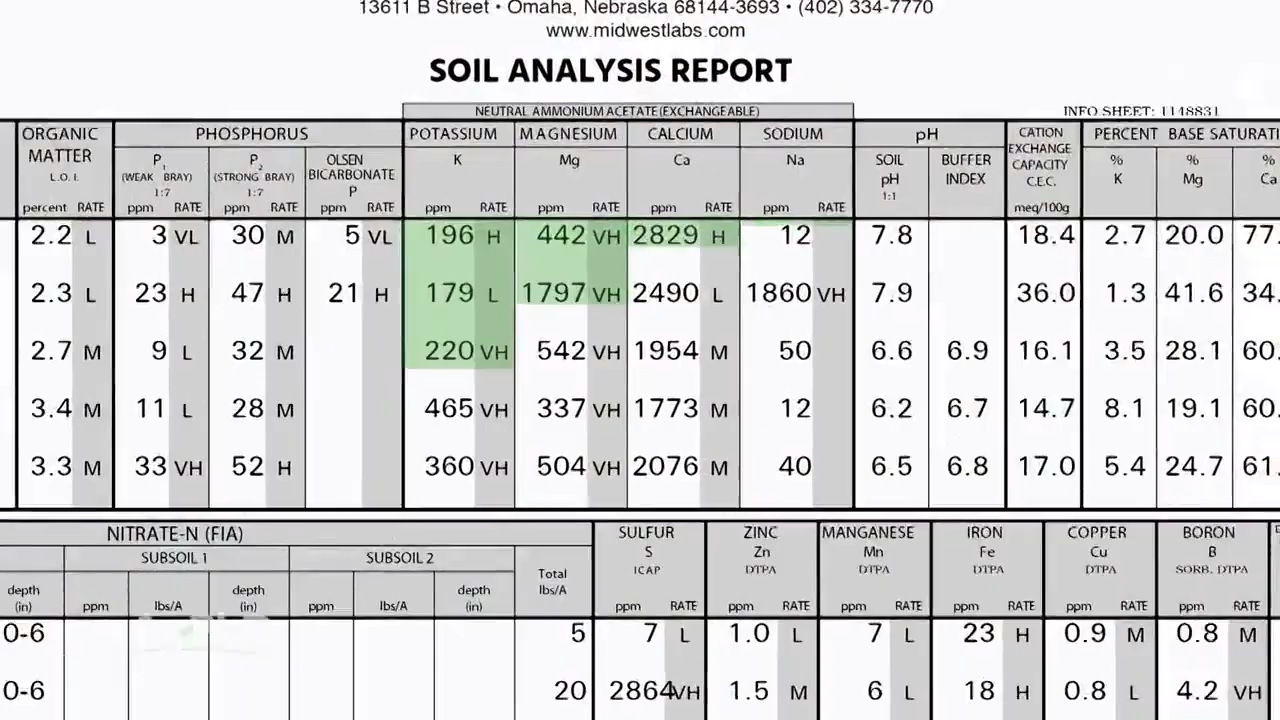 13611 B Street • Omaha, Nebraska 68144-3693 • (402) 334-7770
www.midwestlabs.com
SOIL ANALYSIS REPORT
NEUTRAL AMMONIUM ACETATE (EXCHANGEABLE)
INFO SHEET: 1148831
ORGANIC MATTER L.O.I. percent RATE
PHOSPHORUS
P1 (WEAK BRAY) 1:7 ppm RATE
P2 (STRONG BRAY) 1:7 ppm RATE
OLSEN BICARBONATE P ppm RATE
POTASSIUM K ppm RATE
MAGNESIUM Mg ppm RATE
CALCIUM Ca ppm RATE
SODIUM Na ppm RATE
pH
SOIL pH 1:1
BUFFER INDEX
CATION EXCHANGE CAPACITY C.E.C. meq/100g
PERCENT BASE SATURATI
% K
% Mg
% Ca
2.2 L 3 VL 30 M 5 VL 196 H 442 VH 2829 H 12 7.8 18.4 2.7 20.0 77.
2.3 L 23 H 47 H 21 H 179 L 1797 VH 2490 L 1860 VH 7.9 36.0 1.3 41.6 34.
2.7 M 9 L 32 M 220 VH 542 VH 1954 M 50 6.6 6.9 16.1 3.5 28.1 60.
3.4 M 11 L 28 M 465 VH 337 VH 1773 M 12 6.2 6.7 14.7 8.1 19.1 60.
3.3 M 33 VH 52 H 360 VH 504 VH 2076 M 40 6.5 6.8 17.0 5.4 24.7 61.
NITRATE-N (FIA)
SUBSOIL 1
SUBSOIL 2
depth (in)
ppm
lbs/A
depth (in)
ppm
lbs/A
depth (in)
Total lbs/A
SULFUR S ICAP ppm RATE
ZINC Zn DTPA ppm RATE
MANGANESE Mn DTPA ppm RATE
IRON Fe DTPA ppm RATE
COPPER Cu DTPA ppm RATE
BORON B SORB. DTPA ppm RATE
0-6 5 7 L 1.0 L 7 L 23 H 0.9 M 0.8 M
0-6 20 2864 VH 1.5 M 6 L 18 H 0.8 L 4.2 VH